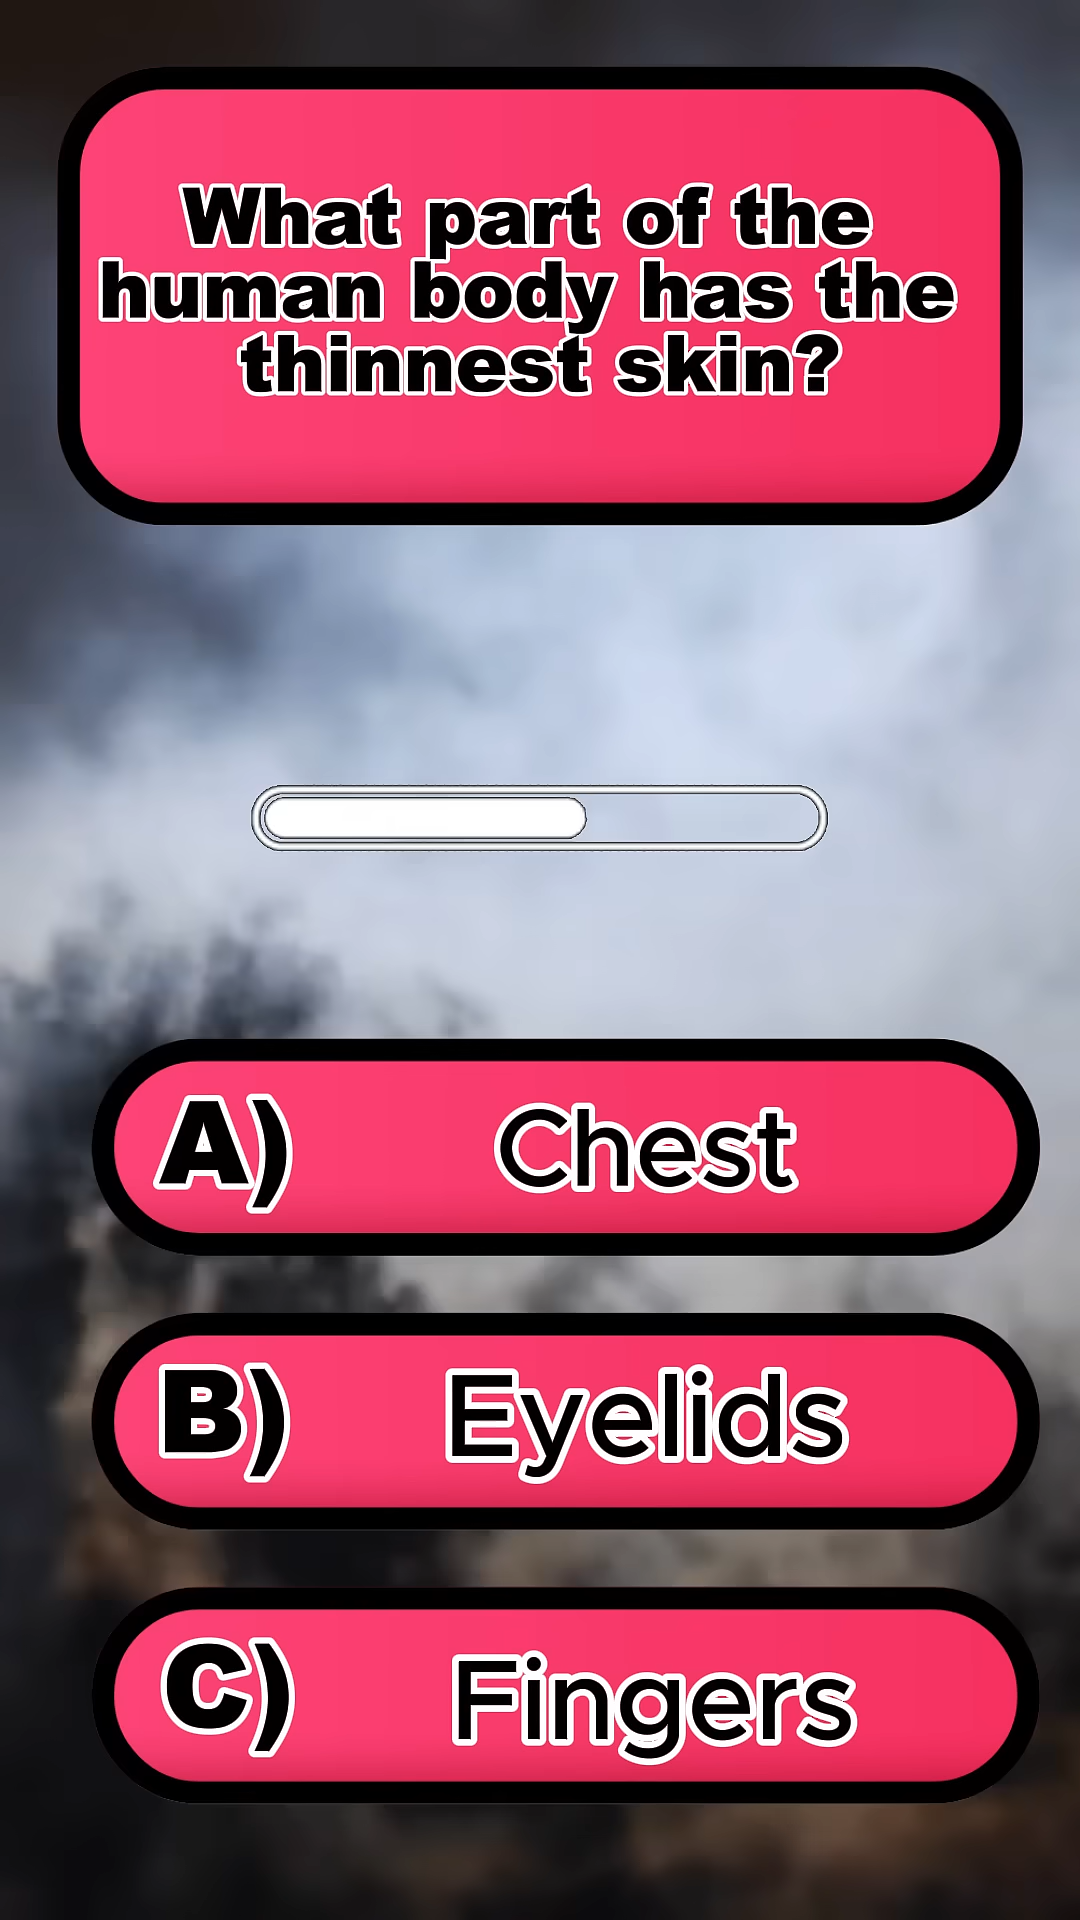 What part of the
human body has the
thinnest skin?
A) Chest
B) Eyelids
C) Fingers